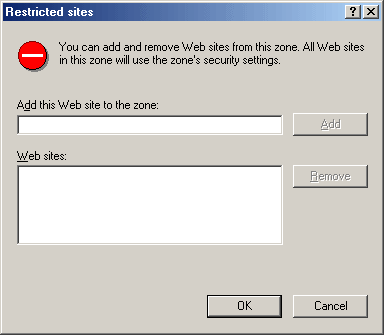 Restricted sites
You can add and remove Web sites from this zone. All Web sites
in this zone will use the zone's security settings.
Add this Web site to the zone:
Add
Web sites:
Remove
OK
Cancel